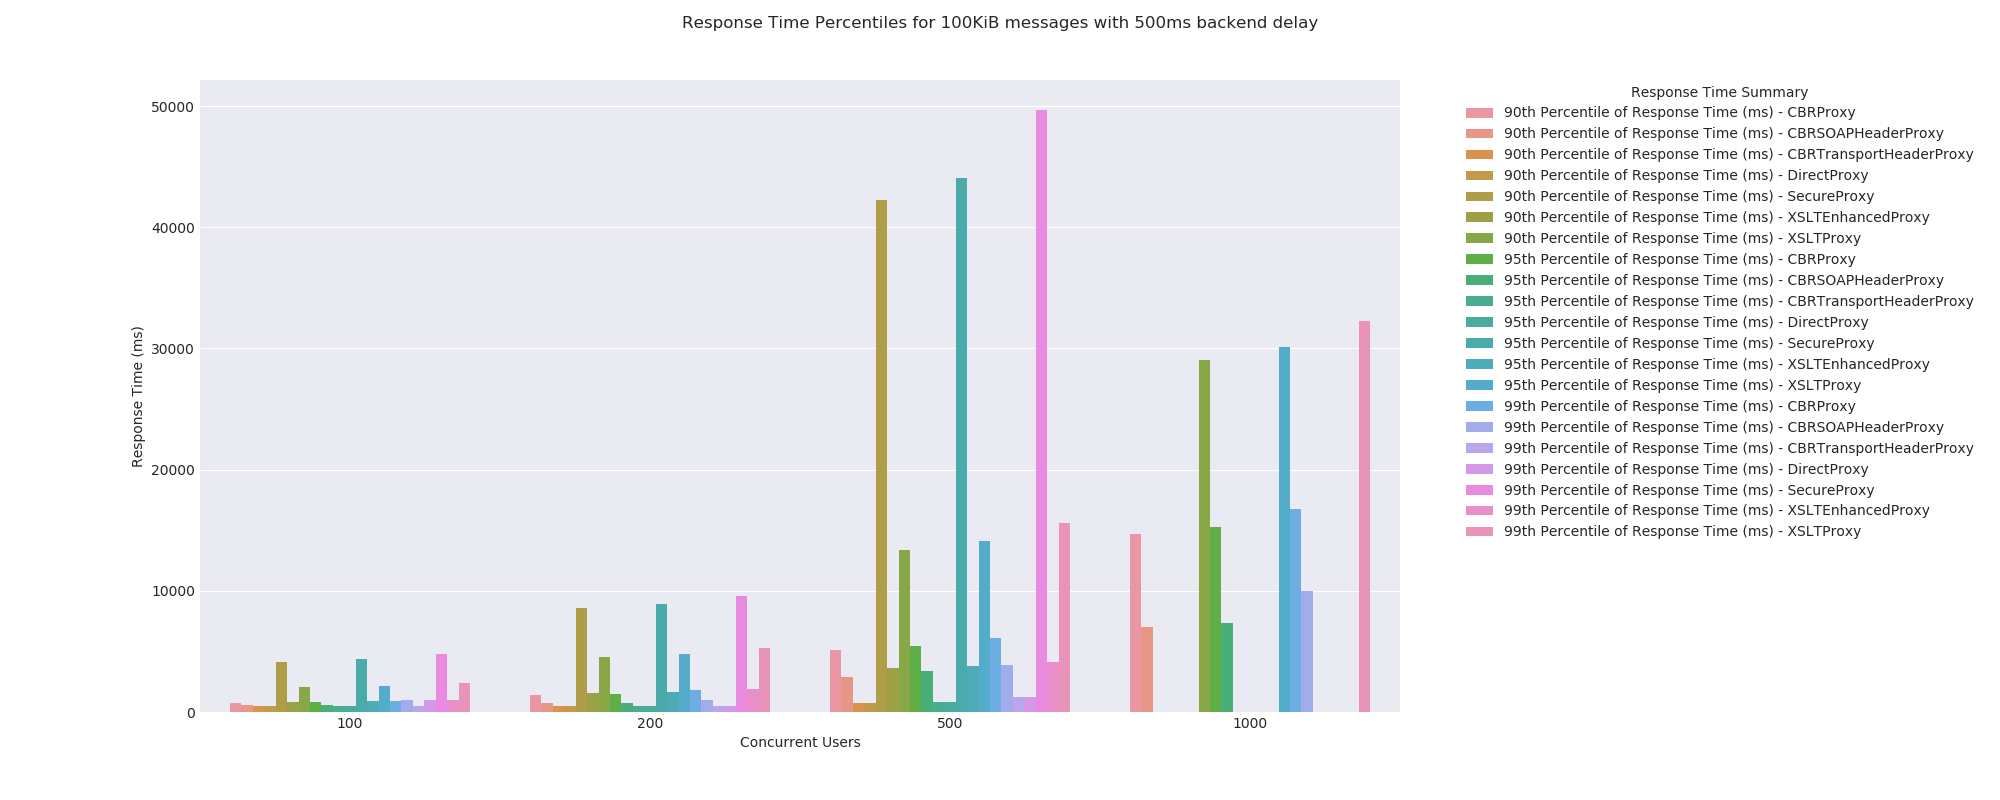 Response Time Percentiles for 100KiB messages with 500ms backend delay
Response Time (ms)
50000
40000
30000
20000
10000
0
100
200
500
1000
Concurrent Users
Response Time Summary
90th Percentile of Response Time (ms) - CBRProxy
90th Percentile of Response Time (ms) - CBRSOAPHeaderProxy
90th Percentile of Response Time (ms) - CBRTransportHeaderProxy
90th Percentile of Response Time (ms) - DirectProxy
90th Percentile of Response Time (ms) - SecureProxy
90th Percentile of Response Time (ms) - XSLTEnhancedProxy
90th Percentile of Response Time (ms) - XSLTProxy
95th Percentile of Response Time (ms) - CBRProxy
95th Percentile of Response Time (ms) - CBRSOAPHeaderProxy
95th Percentile of Response Time (ms) - CBRTransportHeaderProxy
95th Percentile of Response Time (ms) - DirectProxy
95th Percentile of Response Time (ms) - SecureProxy
95th Percentile of Response Time (ms) - XSLTEnhancedProxy
95th Percentile of Response Time (ms) - XSLTProxy
99th Percentile of Response Time (ms) - CBRProxy
99th Percentile of Response Time (ms) - CBRSOAPHeaderProxy
99th Percentile of Response Time (ms) - CBRTransportHeaderProxy
99th Percentile of Response Time (ms) - DirectProxy
99th Percentile of Response Time (ms) - SecureProxy
99th Percentile of Response Time (ms) - XSLTEnhancedProxy
99th Percentile of Response Time (ms) - XSLTProxy